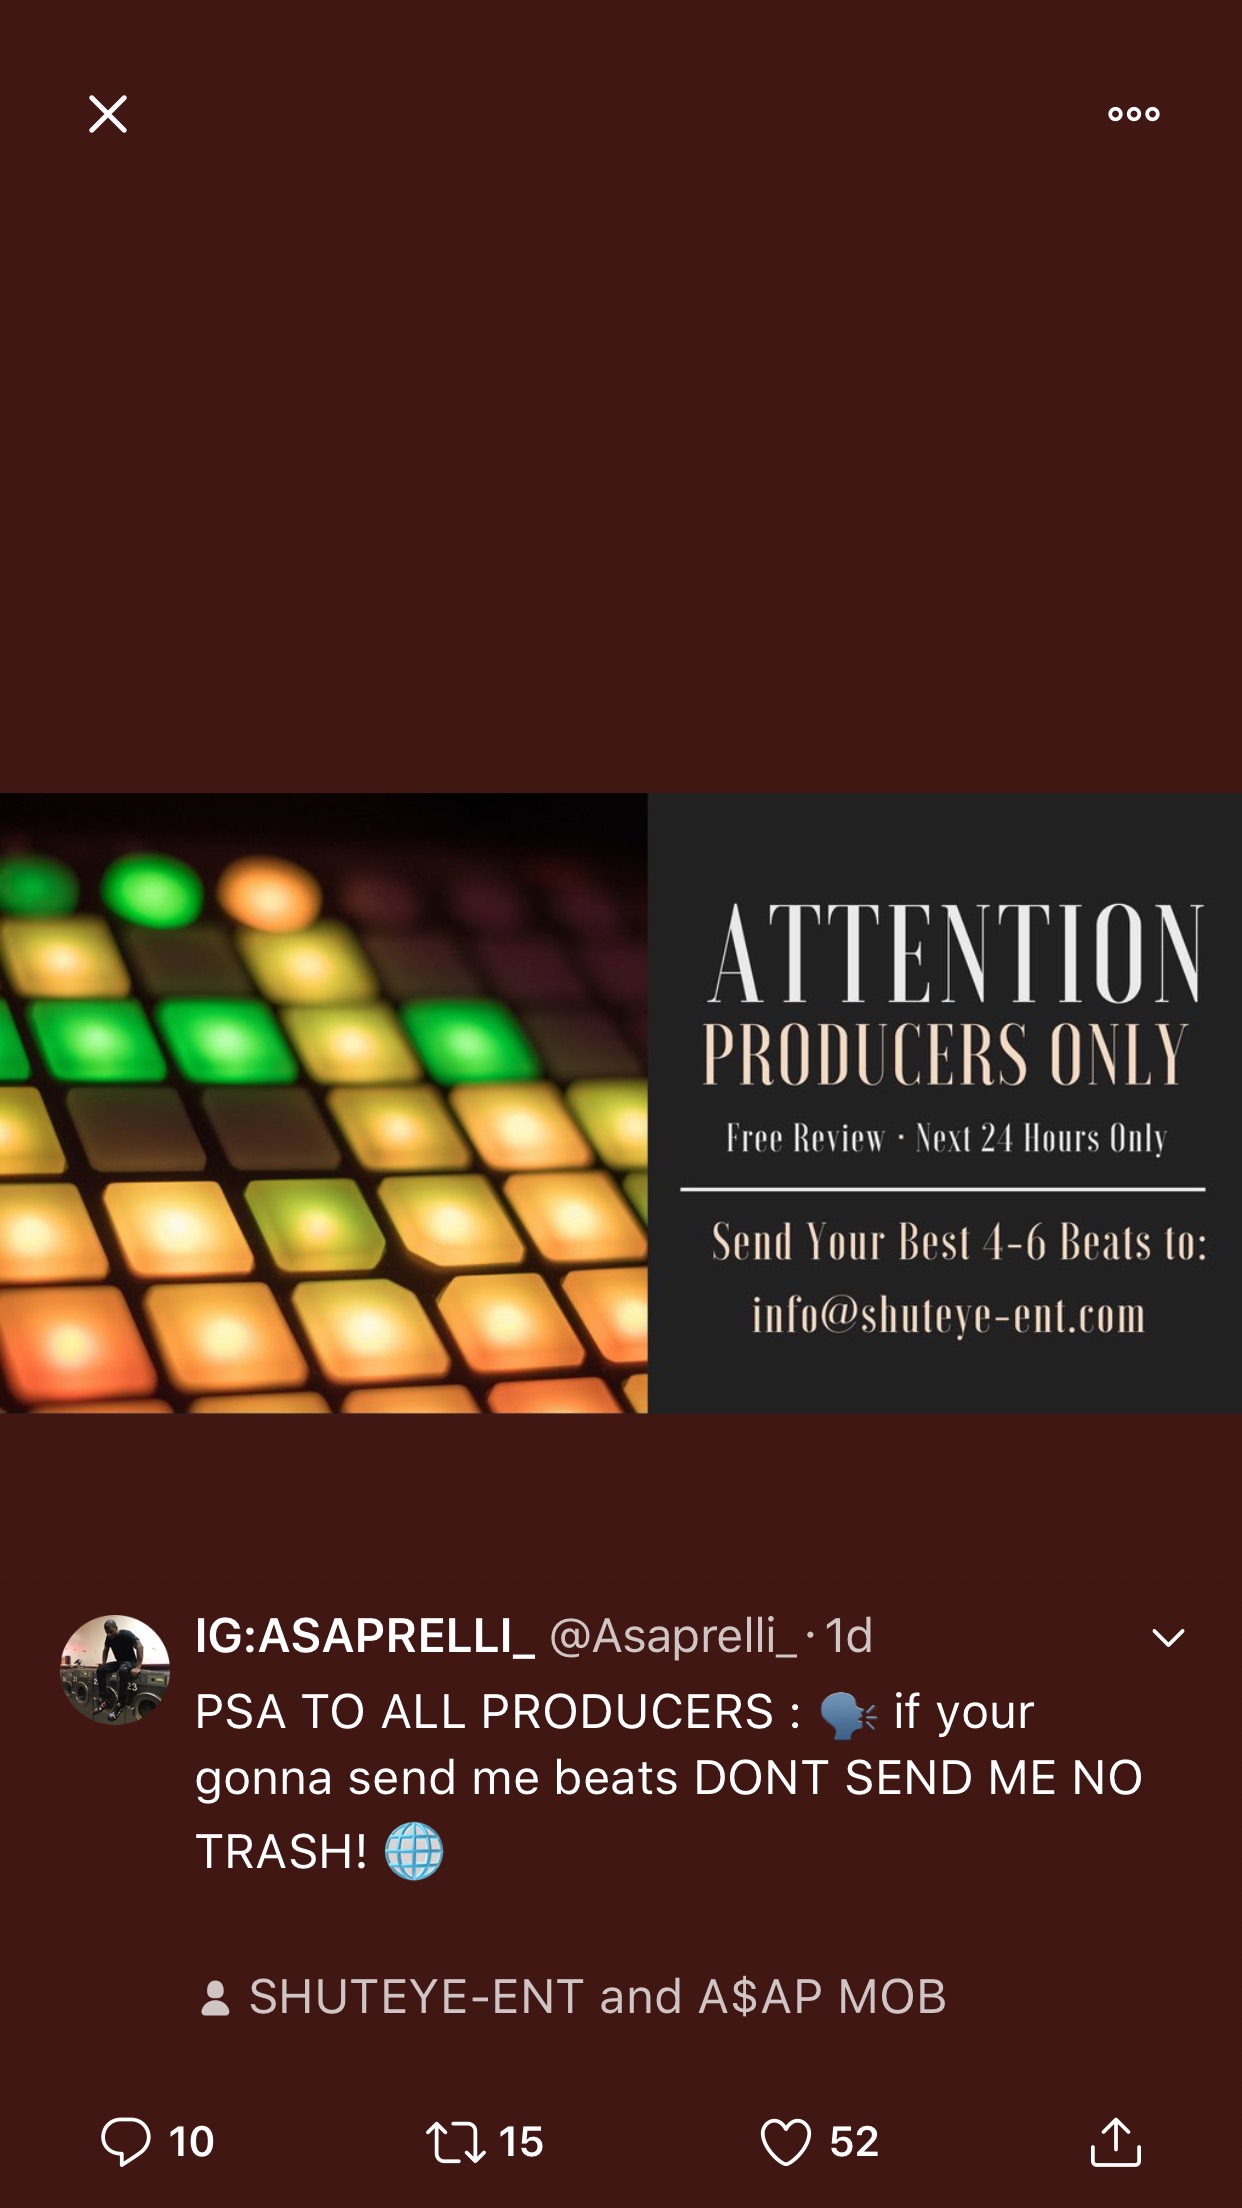 ATTENTION
PRODUCERS ONLY
Free Review · Next 24 Hours Only
Send Your Best 4-6 Beats to:
info@shuteye-ent.com
IG:ASAPRELLI_ @Asaprelli_ · 1d
PSA TO ALL PRODUCERS : 🗣 if your
gonna send me beats DONT SEND ME NO
TRASH! 🌐
SHUTEYE-ENT and A$AP MOB
10 15 52